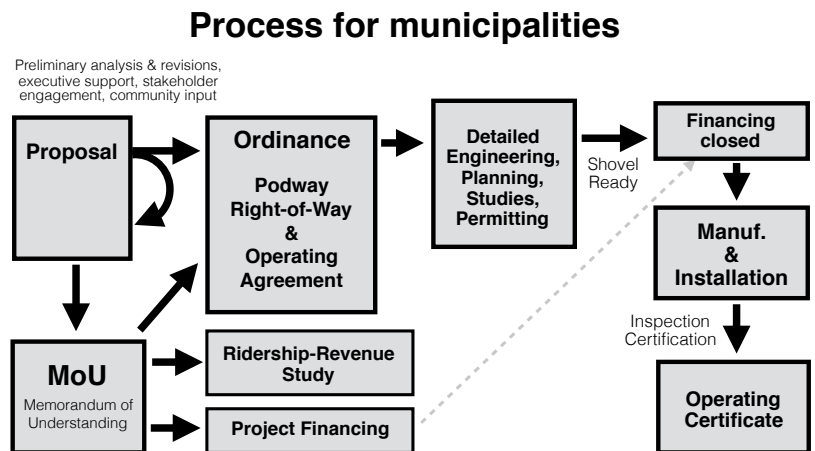 Process for municipalities
Preliminary analysis & revisions,
executive support, stakeholder
engagement, community input
Proposal
Ordinance
Podway
Right-of-Way
&
Operating
Agreement
Detailed
Engineering,
Planning,
Studies,
Permitting
Shovel
Ready
Financing
closed
Manuf.
&
Installation
Inspection
Certification
Operating
Certificate
MoU
Memorandum of
Understanding
Ridership-Revenue
Study
Project Financing